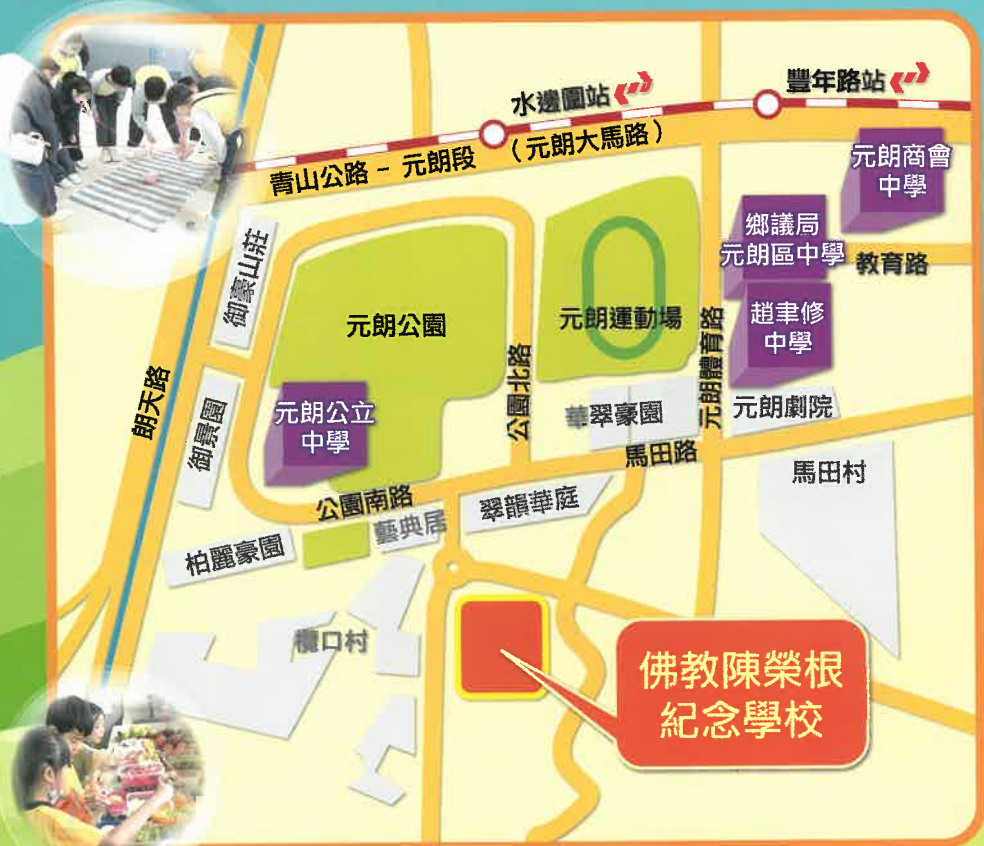 水邊圍站
豐年路站
青山公路 – 元朗段 （元朗大馬路）
元朗商會
中學
鄉議局
元朗區中學
教育路
御豪山莊
元朗公園
元朗運動場
趙聿修
中學
元朗體育路
公園北路
朗天路
御景園
元朗公立
中學
華翠豪園
元朗劇院
馬田路
馬田村
公園南路
翠韻華庭
藝典居
柏麗豪園
欖口村
佛教陳榮根
紀念學校